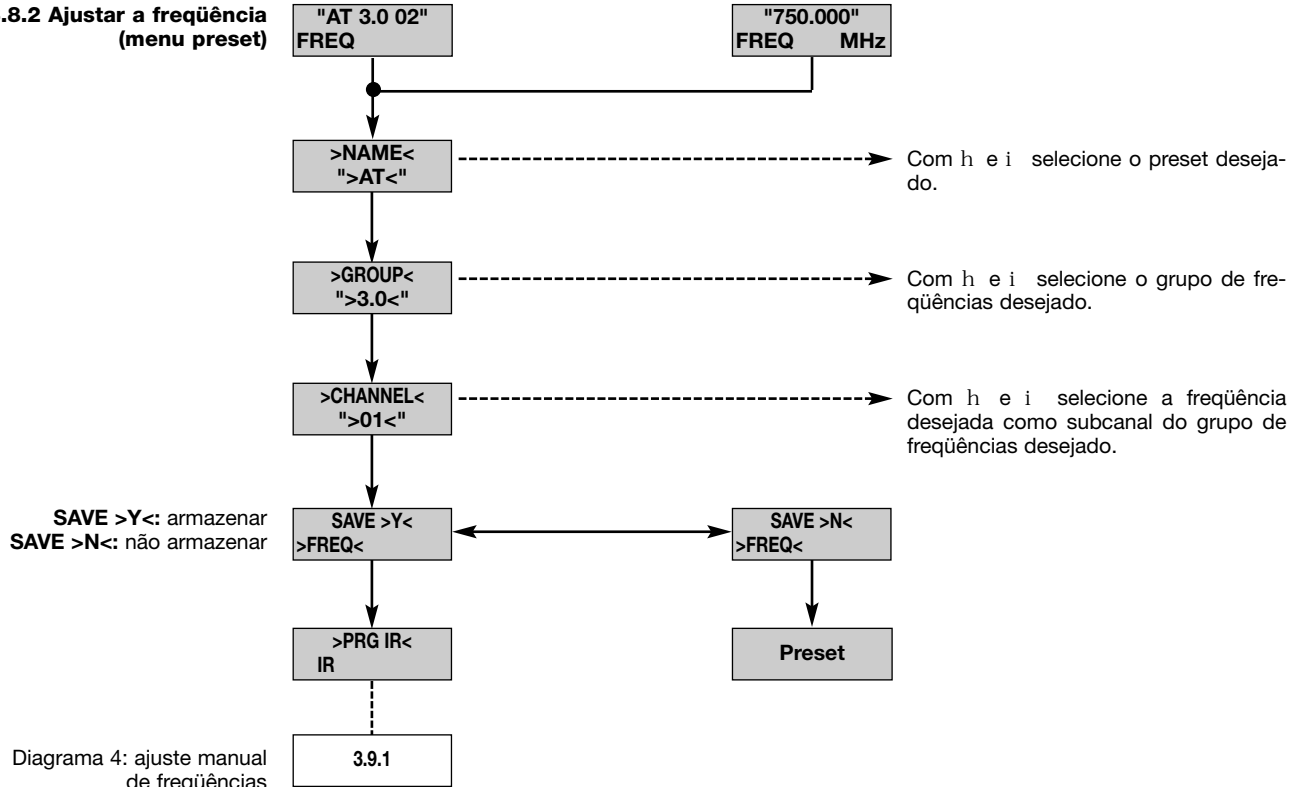 .8.2 Ajustar a freqüência
(menu preset)
"AT 3.0 02"
FREQ
"750.000"
FREQ MHz
>NAME<
">AT<"
Com h e i selecione o preset deseja-
do.
>GROUP<
">3.0<"
Com h e i selecione o grupo de fre-
qüências desejado.
>CHANNEL<
">01<"
Com h e i selecione a freqüência
desejada como subcanal do grupo de
freqüências desejado.
SAVE >Y<: armazenar
SAVE >N<: não armazenar
SAVE >Y<
>FREQ<
SAVE >N<
>FREQ<
>PRG IR<
IR
Preset
Diagrama 4: ajuste manual
de freqüências
3.9.1